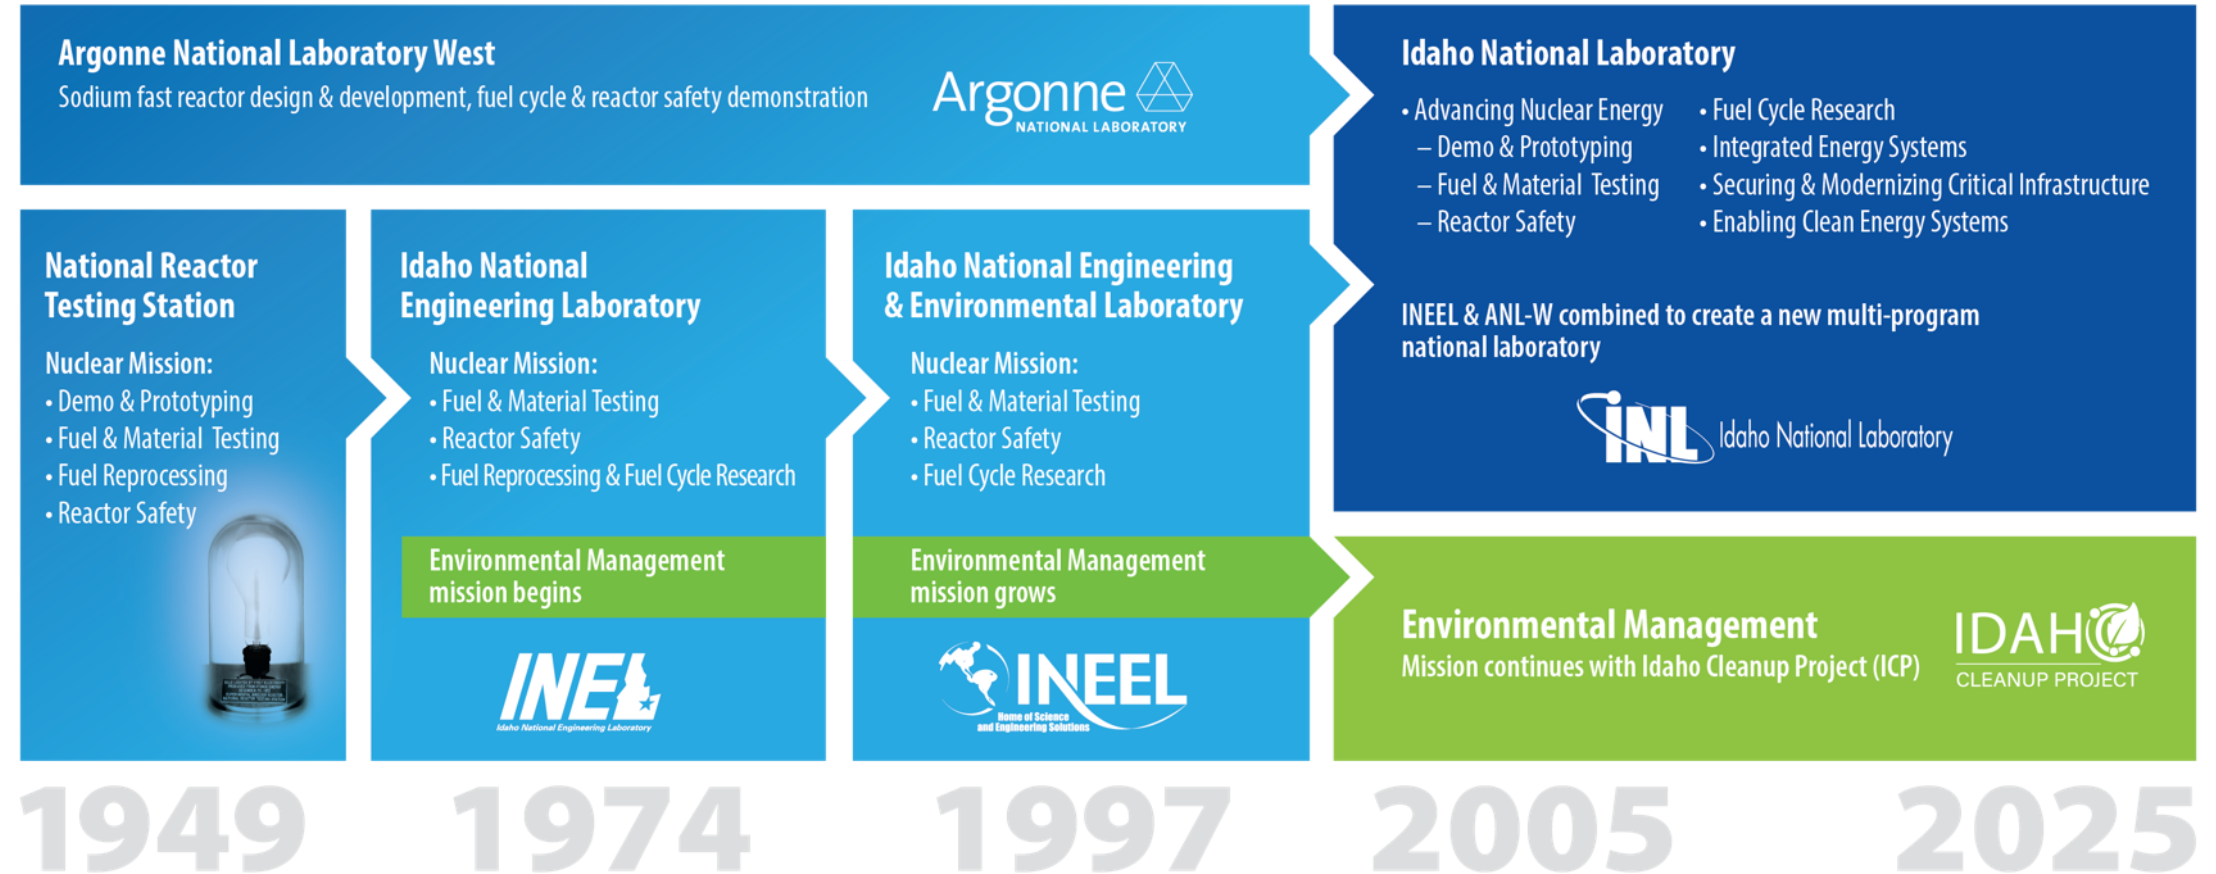 Argonne National Laboratory West
Sodium fast reactor design & development, fuel cycle & reactor safety demonstration
Argonne
NATIONAL LABORATORY
National Reactor
Testing Station
Nuclear Mission:
• Demo & Prototyping
• Fuel & Material Testing
• Fuel Reprocessing
• Reactor Safety
Idaho National
Engineering Laboratory
Nuclear Mission:
• Fuel & Material Testing
• Reactor Safety
• Fuel Reprocessing & Fuel Cycle Research
Environmental Management
mission begins
INEL
Idaho National Engineering Laboratory
Idaho National Engineering
& Environmental Laboratory
Nuclear Mission:
• Fuel & Material Testing
• Reactor Safety
• Fuel Cycle Research
Environmental Management
mission grows
INEEL
Home of Science
and Engineering Solutions
Idaho National Laboratory
• Advancing Nuclear Energy
– Demo & Prototyping
– Fuel & Material Testing
– Reactor Safety
• Fuel Cycle Research
• Integrated Energy Systems
• Securing & Modernizing Critical Infrastructure
• Enabling Clean Energy Systems
INEEL & ANL-W combined to create a new multi-program
national laboratory
INL Idaho National Laboratory
Environmental Management
Mission continues with Idaho Cleanup Project (ICP)
IDAHO
CLEANUP PROJECT
1949
1974
1997
2005
2025